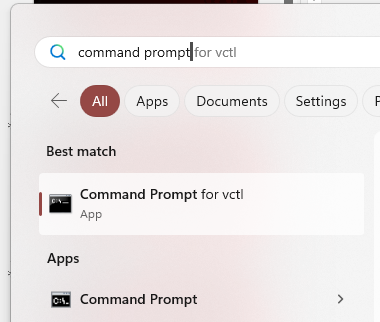 command prompt for vctl
All Apps Documents Settings
Best match
Command Prompt for vctl
App
Apps
Command Prompt